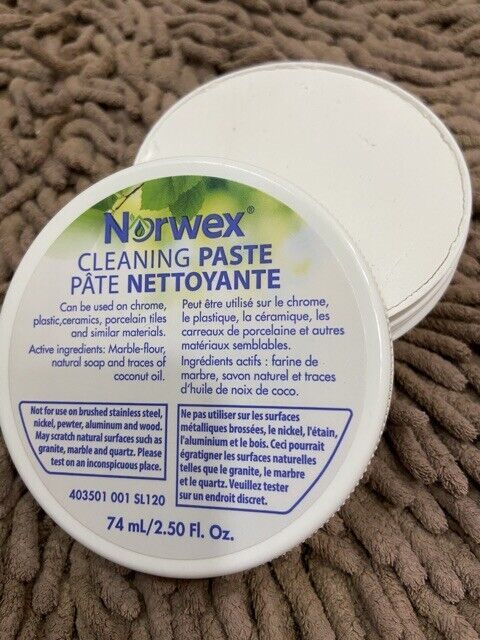 Norwex®
CLEANING PASTE
PÂTE NETTOYANTE
Can be used on chrome,
plastic,ceramics, porcelain tiles
and similar materials.
Active ingredients: Marble-flour,
natural soap and traces of
coconut oil.
Peut être utilisé sur le chrome,
le plastique, la céramique, les
carreaux de porcelaine et autres
matériaux semblables.
Ingrédients actifs : farine de
marbre, savon naturel et traces
d'huile de noix de coco.
Not for use on brushed stainless steel,
nickel, pewter, aluminum and wood.
May scratch natural surfaces such as
granite, marble and quartz. Please
test on an inconspicuous place.
Ne pas utiliser sur les surfaces
métalliques brossées, le nickel, l'étain,
l'aluminium et le bois. Ceci pourrait
égratigner les surfaces naturelles
telles que le granite, le marbre
et le quartz. Veuillez tester
sur un endroit discret.
403501 001 SL120
74 mL/2.50 Fl. Oz.